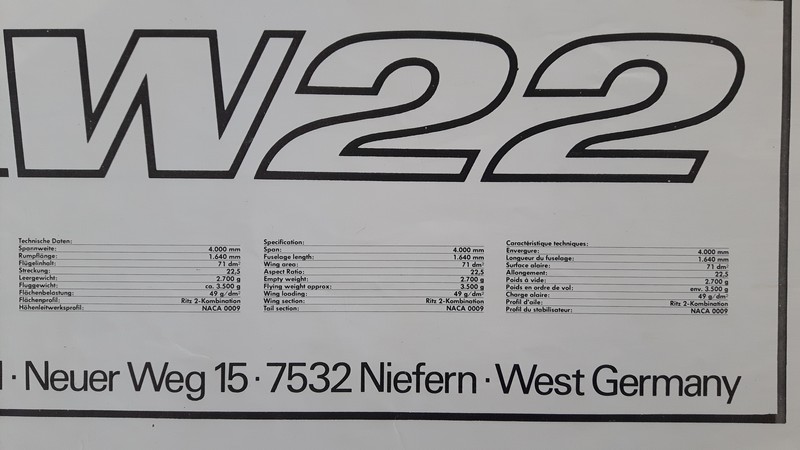 W22
Technische Daten:
Spannweite: 4.000 mm
Rumpflänge: 1.640 mm
Flügelinhalt: 71 dm²
Streckung: 22,5
Leergewicht: 2.700 g
Fluggewicht: ca. 3.500 g
Flächenbelastung: 49 g/dm²
Flächenprofil: Ritz 2-Kombination
Höhenleitwerksprofil: NACA 0009
Specification:
Span: 4.000 mm
Fuselage length: 1.640 mm
Wing area: 71 dm²
Aspect Ratio: 22,5
Empty weight: 2.700 g
Flying weight approx: 3.500 g
Wing loading: 49 g/dm²
Wing section: Ritz 2-Kombination
Tail section: NACA 0009
Caractéristique techniques:
Envergure: 4.000 mm
Longueur du fuselage: 1.640 mm
Surface alaire: 71 dm²
Allongement: 22,5
Poids à vide: 2.700 g
Poids en ordre de vol: env. 3.500 g
Charge alaire: 49 g/dm²
Profil d'aile: Ritz 2-Kombination
Profil du stabilisateur: NACA 0009
· Neuer Weg 15 · 7532 Niefern · West Germany